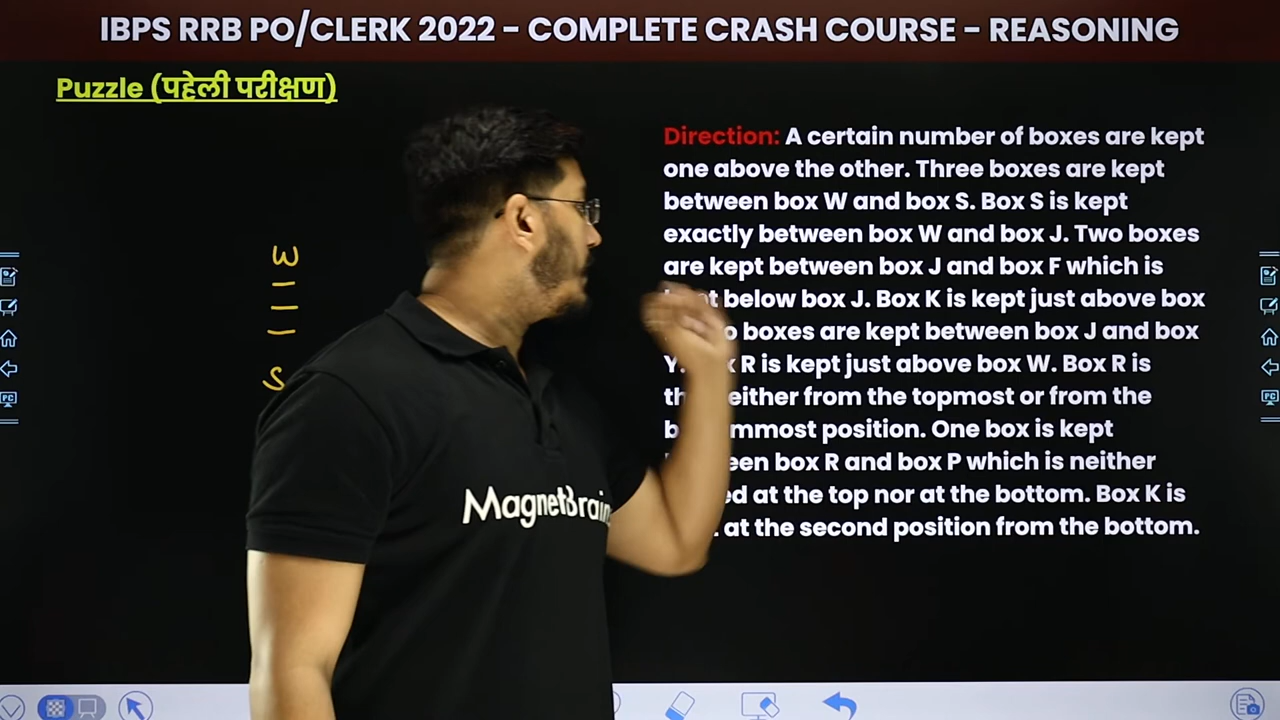 IBPS RRB PO/CLERK 2022 - COMPLETE CRASH COURSE - REASONING
Puzzle (पहेली परीक्षण)
Direction: A certain number of boxes are kept
one above the other. Three boxes are kept
between box W and box S. Box S is kept
exactly between box W and box J. Two boxes
are kept between box J and box F which is
below box J. Box K is kept just above box
boxes are kept between box J and box
R is kept just above box W. Box R is
either from the topmost or from the
position. One box is kept
box R and box P which is neither
at the top nor at the bottom. Box K is
at the second position from the bottom.
W
S
MagnetBrain
PC
PC